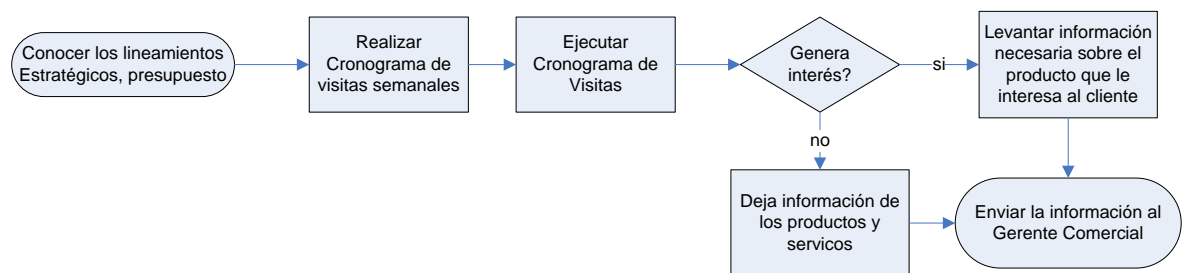 Conocer los lineamientos
Estratégicos, presupuesto
Realizar
Cronograma de
visitas semanales
Ejecutar
Cronograma de
Visitas
Genera
interés?
si
Levantar información
necesaria sobre el
producto que le
interesa al cliente
no
Deja información de
los productos y
servicos
Enviar la información al
Gerente Comercial